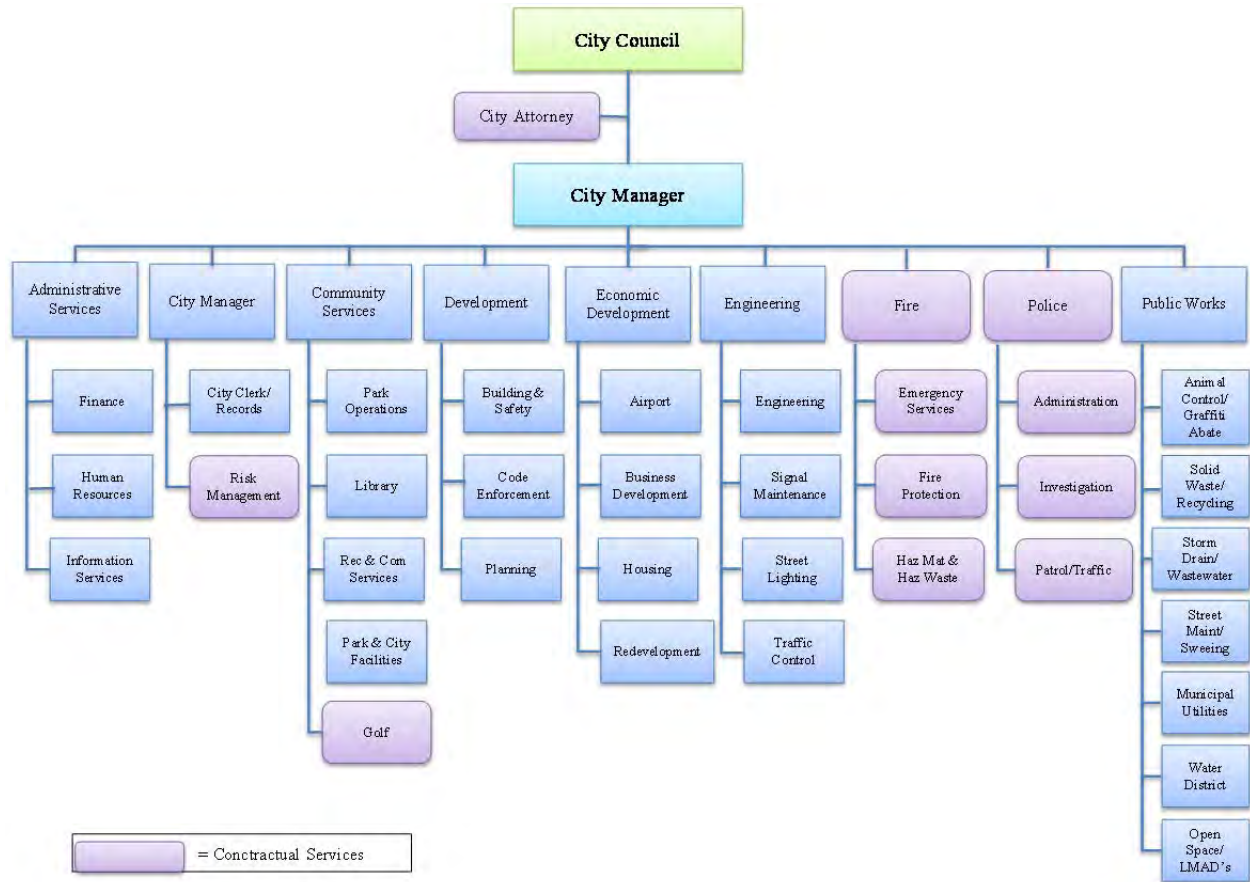 City Council
City Attorney
City Manager
Administrative
Services
City Manager
Community
Services
Development
Economic
Development
Engineering
Fire
Police
Public Works
Finance
Human
Resources
Information
Services
City Clerk/
Records
Risk
Management
Park
Operations
Library
Rec & Com
Services
Park & City
Facilities
Golf
Building &
Safety
Code
Enforcement
Planning
Airport
Business
Development
Housing
Redevelopment
Engineering
Signal
Maintenance
Street
Lighting
Traffic
Control
Emergency
Services
Fire
Protection
Haz Mat &
Haz Waste
Administration
Investigation
Patrol/Traffic
Animal
Control/
Graffiti
Abate
Solid
Waste/
Recycling
Storm
Drain/
Wastewater
Street
Maint/
Sweeing
Municipal
Utilities
Water
District
Open
Space/
LMAD's
= Conctractual Services